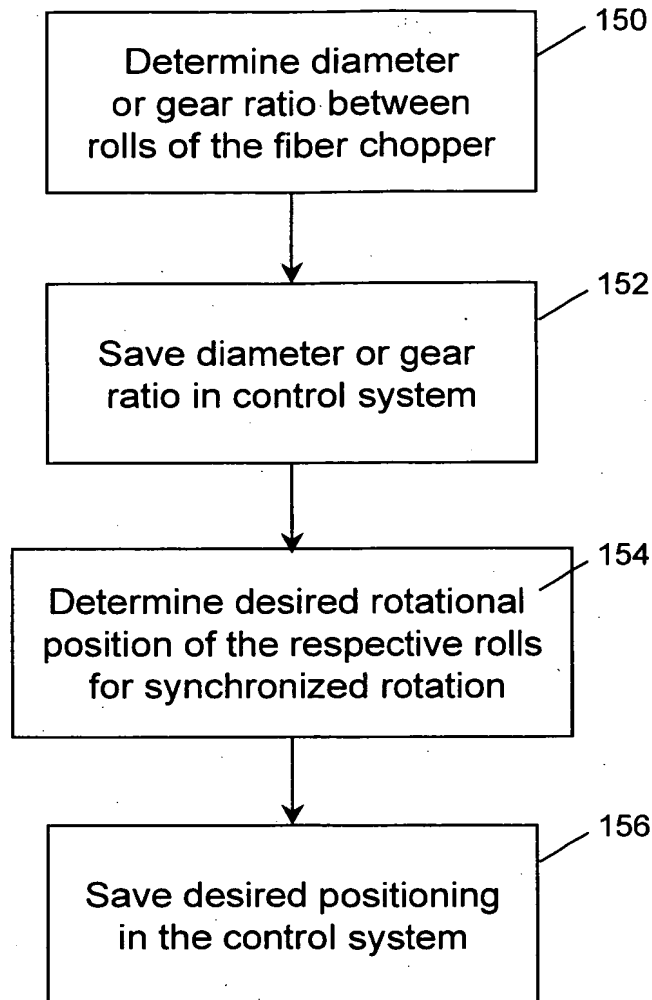 150
Determine diameter
or gear ratio between
rolls of the fiber chopper
152
Save diameter or gear
ratio in control system
154
Determine desired rotational
position of the respective rolls
for synchronized rotation
156
Save desired positioning
in the control system